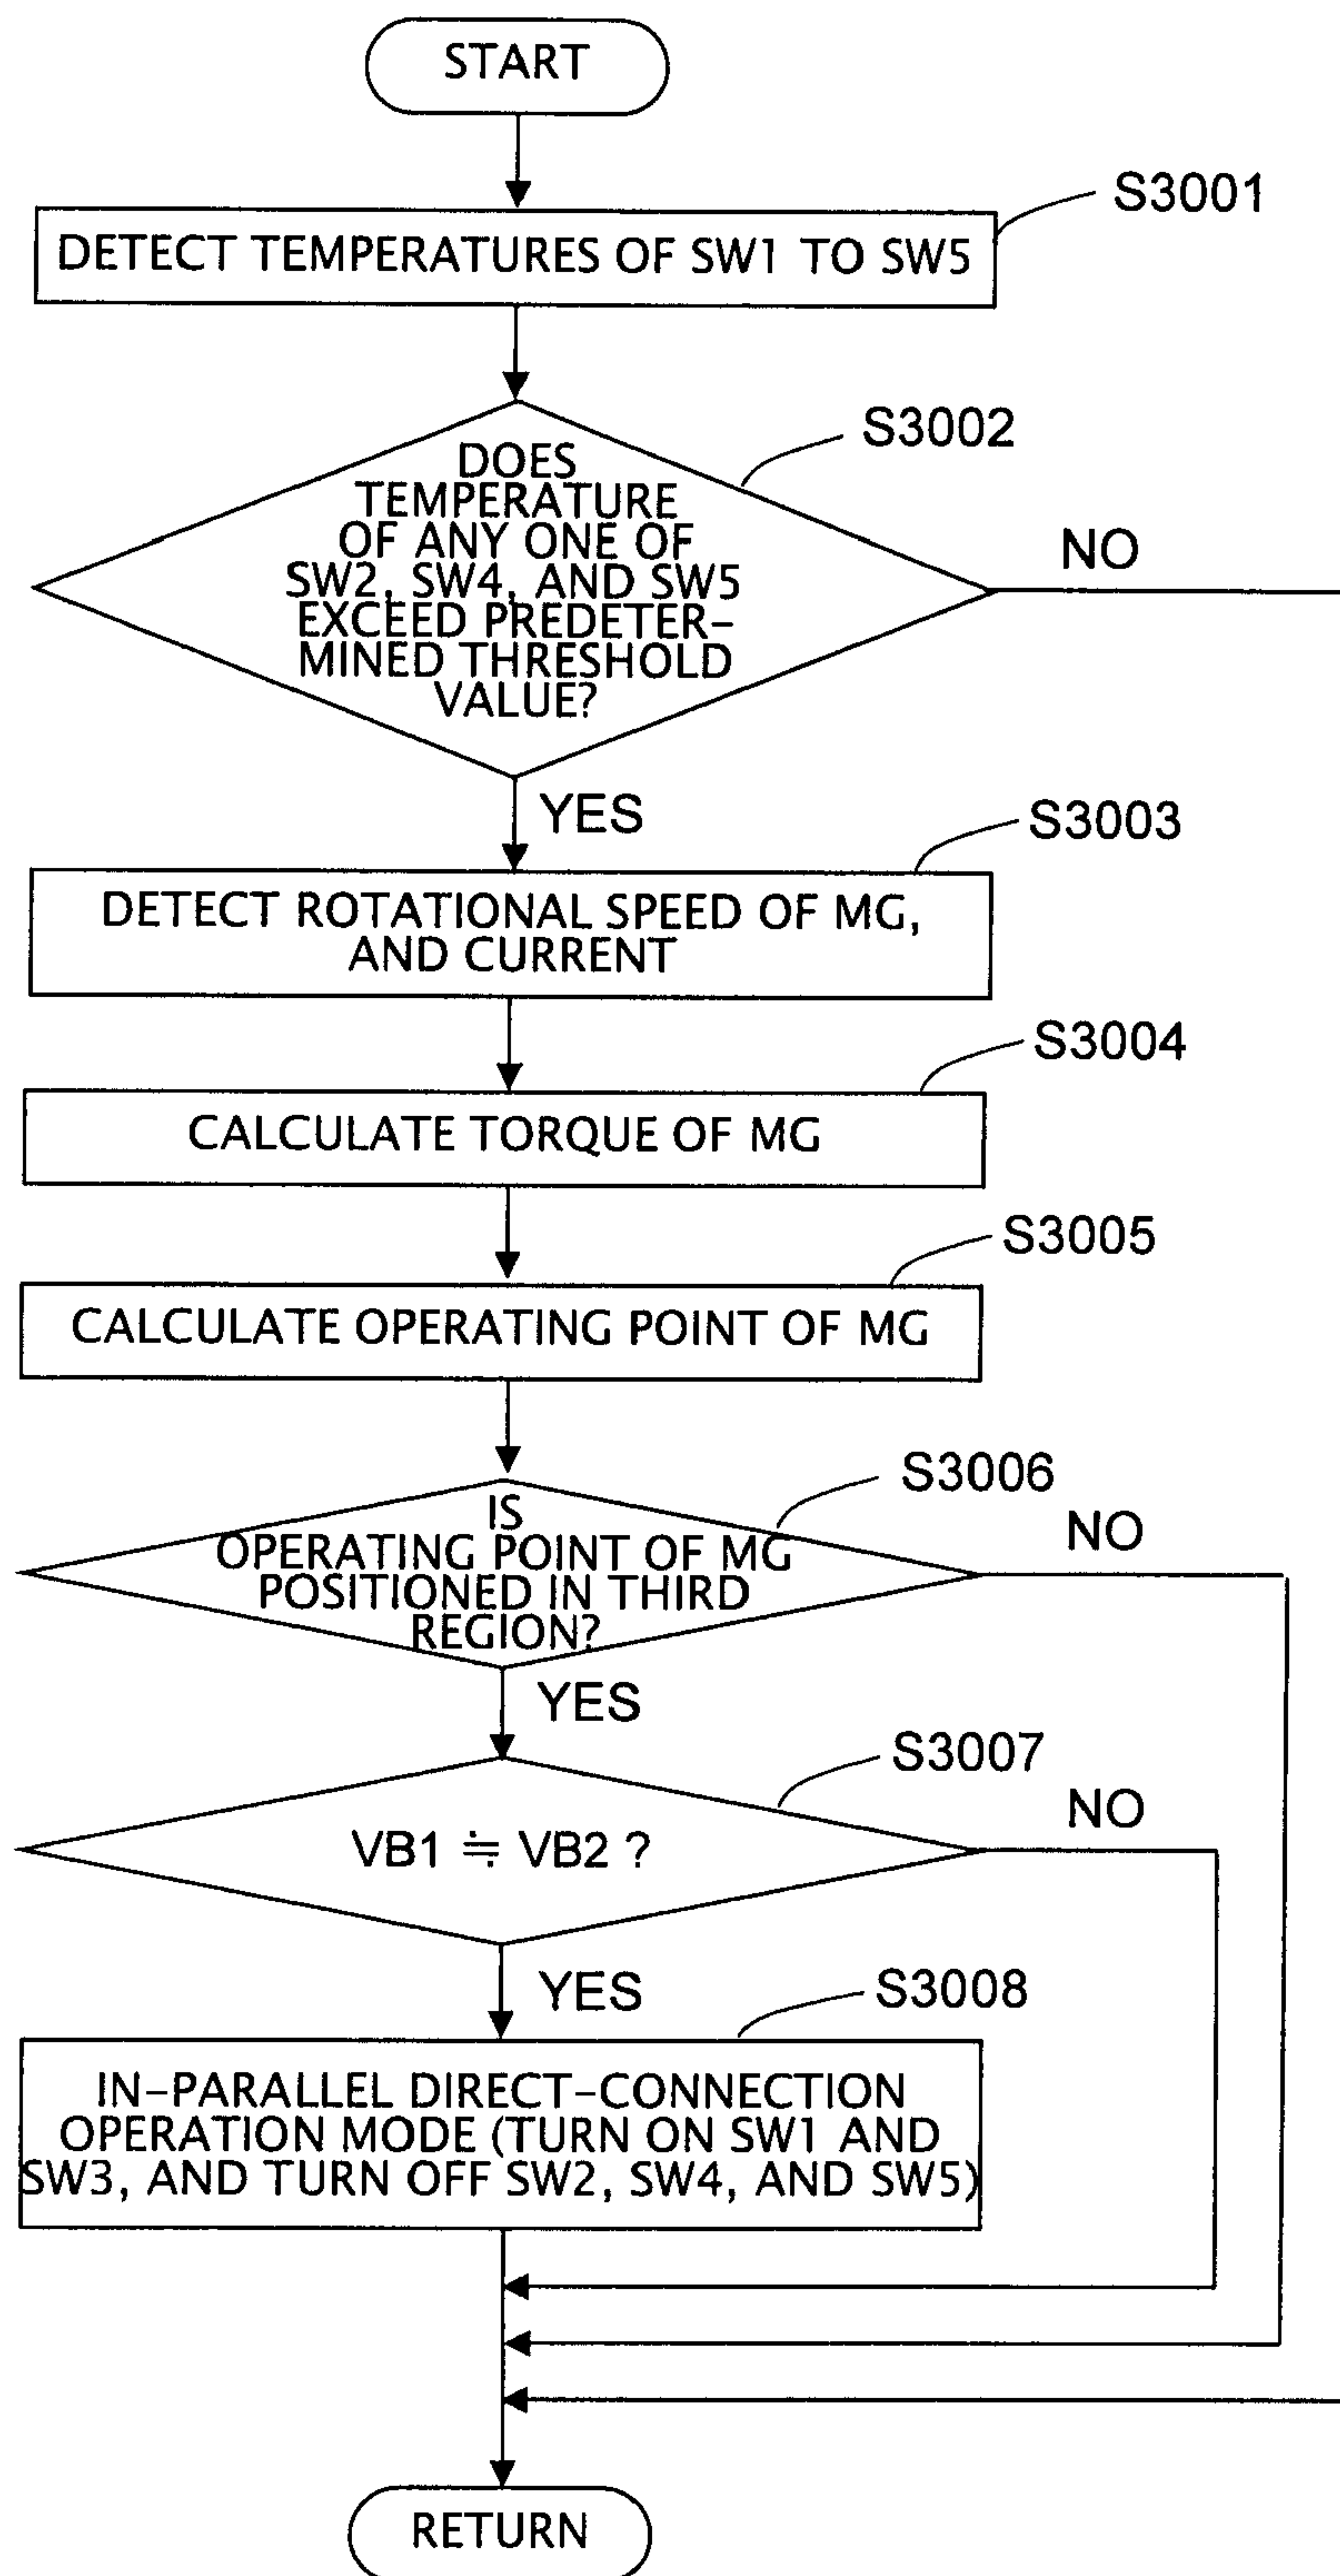 START
S3001
DETECT TEMPERATURES OF SW1 TO SW5
S3002
DOES
TEMPERATURE
OF ANY ONE OF
SW2, SW4, AND SW5
EXCEED PREDETER-
MINED THRESHOLD
VALUE?
NO
YES
S3003
DETECT ROTATIONAL SPEED OF MG,
AND CURRENT
S3004
CALCULATE TORQUE OF MG
S3005
CALCULATE OPERATING POINT OF MG
S3006
IS
OPERATING POINT OF MG
POSITIONED IN THIRD
REGION?
NO
YES
S3007
VB1 ≒ VB2 ?
NO
YES
S3008
IN-PARALLEL DIRECT-CONNECTION
OPERATION MODE (TURN ON SW1 AND
SW3, AND TURN OFF SW2, SW4, AND SW5)
RETURN